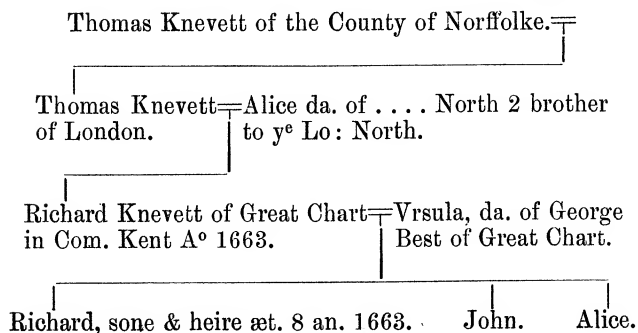 Thomas Knevett of the County of Norffolke.
Thomas Knevett
of London.
Alice da. of . . . . North 2 brother
to yᵉ Lo: North.
Richard Knevett of Great Chart
in Com. Kent Aº 1663.
Vrsula, da. of George
Best of Great Chart.
Richard, sone & heire æt. 8 an. 1663.
John.
Alice.